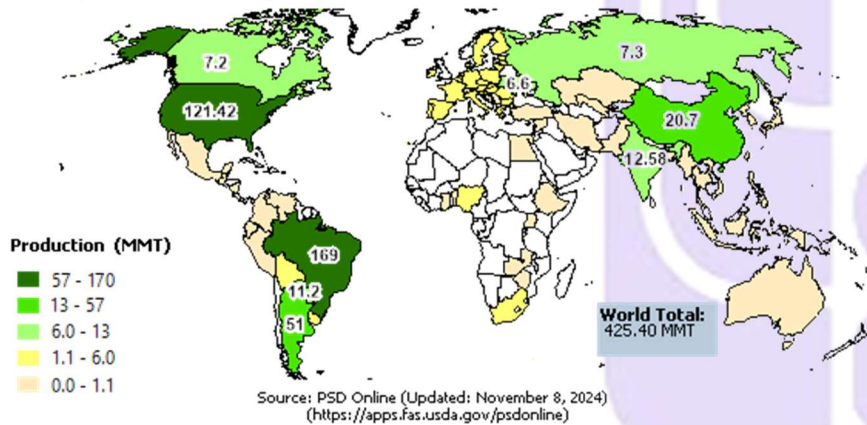 7.2
7.3
6.6
121.42
20.7
12.58
169
11.2
51
Production (MMT)
57 - 170
13 - 57
6.0 - 13
1.1 - 6.0
0.0 - 1.1
World Total:
425.40 MMT
Source: PSD Online (Updated: November 8, 2024)
(https://apps.fas.usda.gov/psdonline)